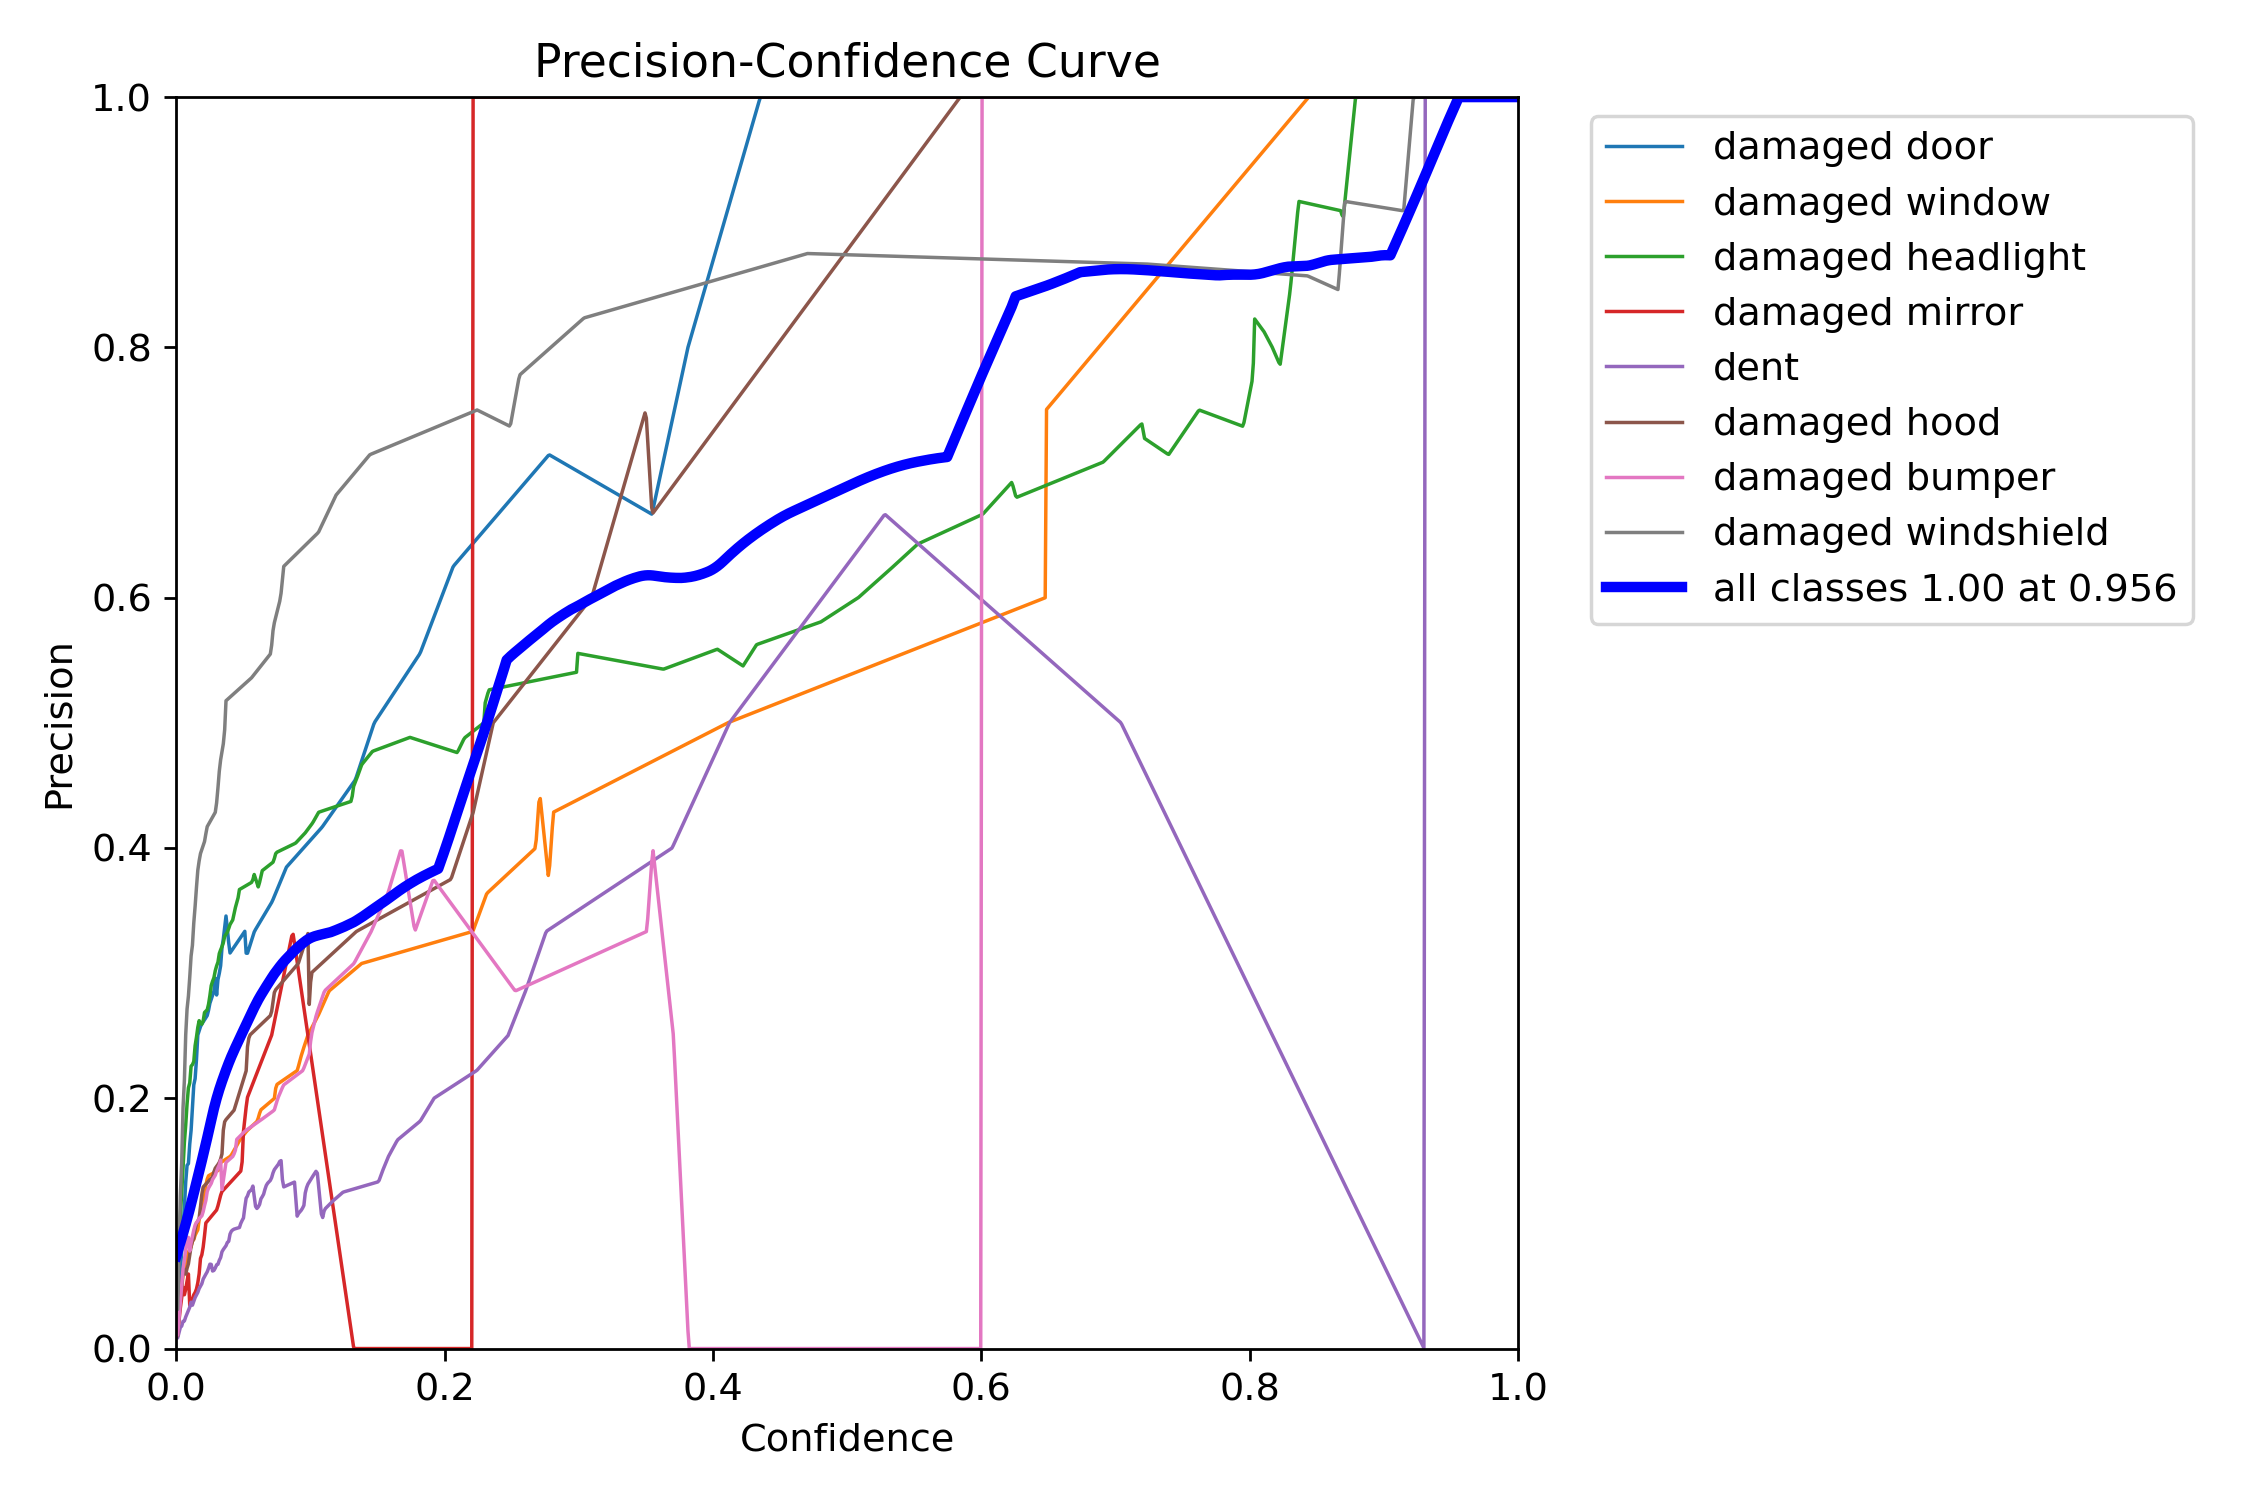 Precision-Confidence Curve
1.0
0.8
0.6
0.4
0.2
0.0
Precision
0.0 0.2 0.4 0.6 0.8 1.0
Confidence
damaged door
damaged window
damaged headlight
damaged mirror
dent
damaged hood
damaged bumper
damaged windshield
all classes 1.00 at 0.956